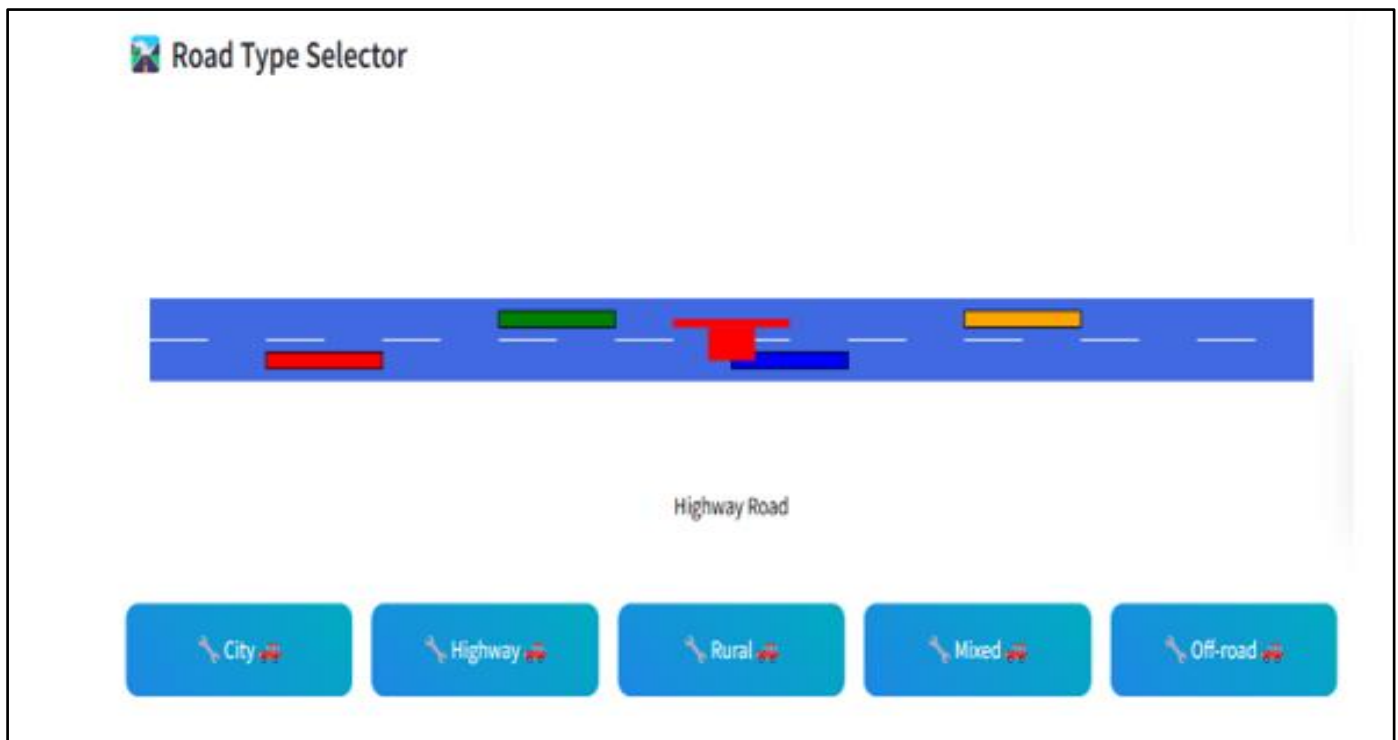 Road Type Selector
Highway Road
City
Highway
Rural
Mixed
Off-road